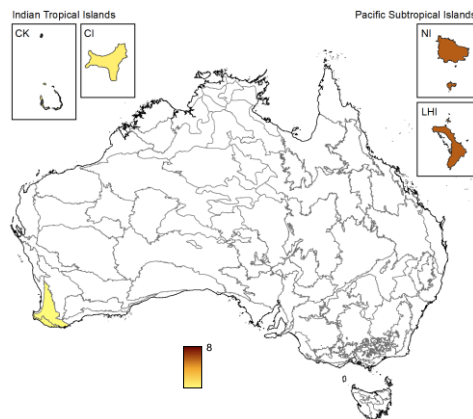 Indian Tropical Islands
Pacific Subtropical Islands
CK
CI
NI
LHI
8
0